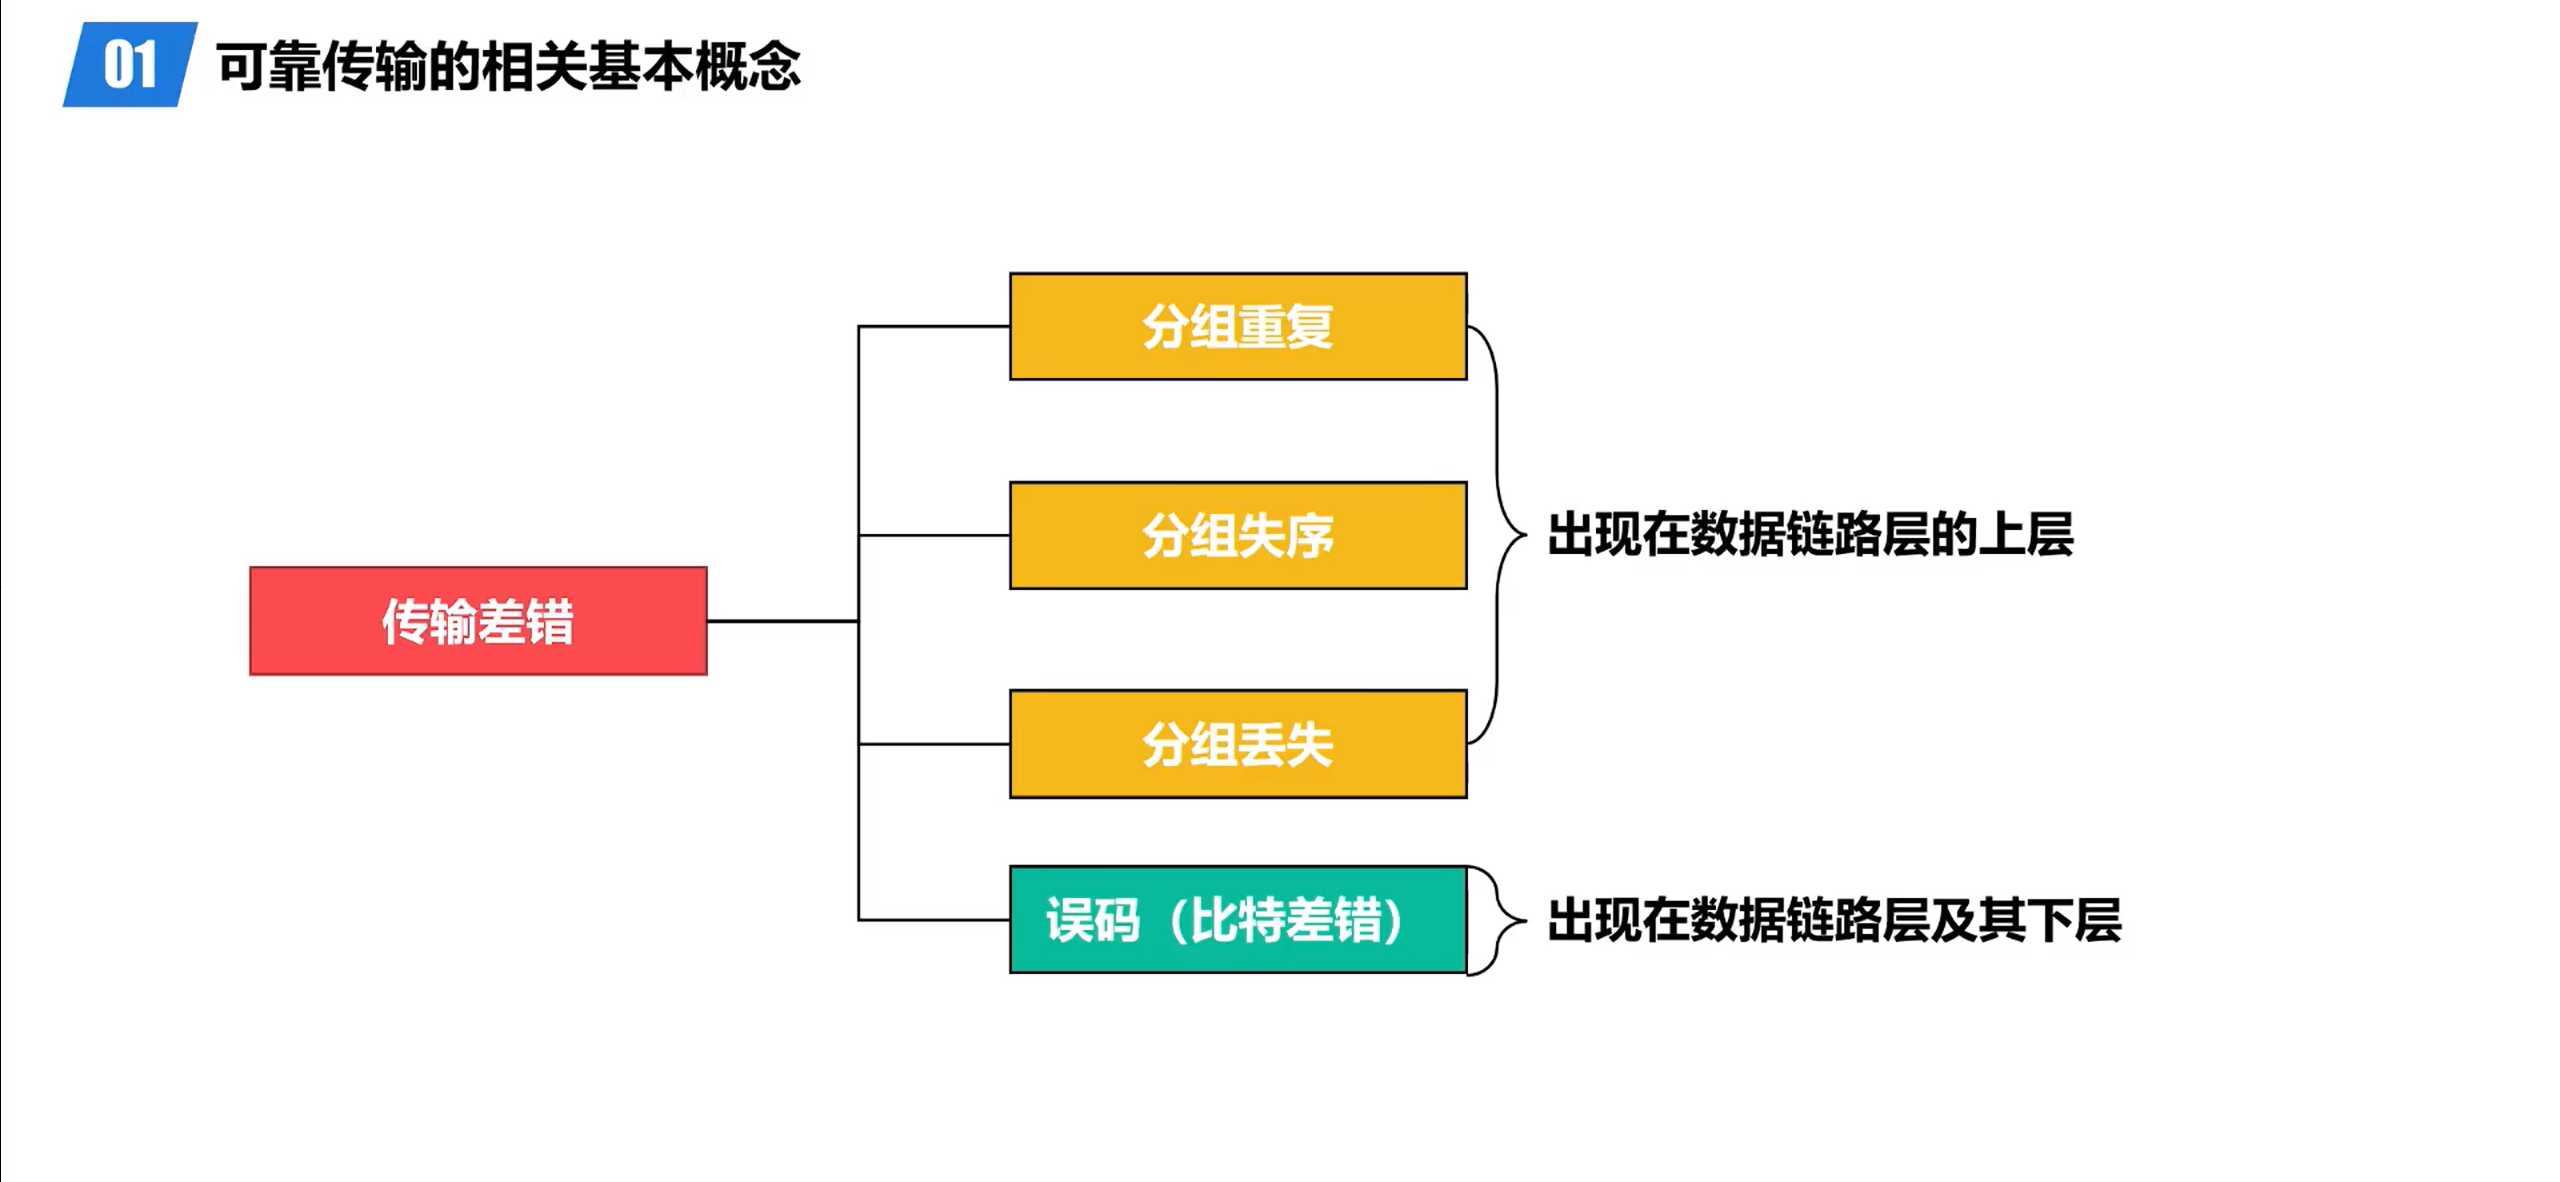 01 可靠传输的相关基本概念
分组重复
分组失序
出现在数据链路层的上层
传输差错
分组丢失
误码（比特差错）
出现在数据链路层及其下层